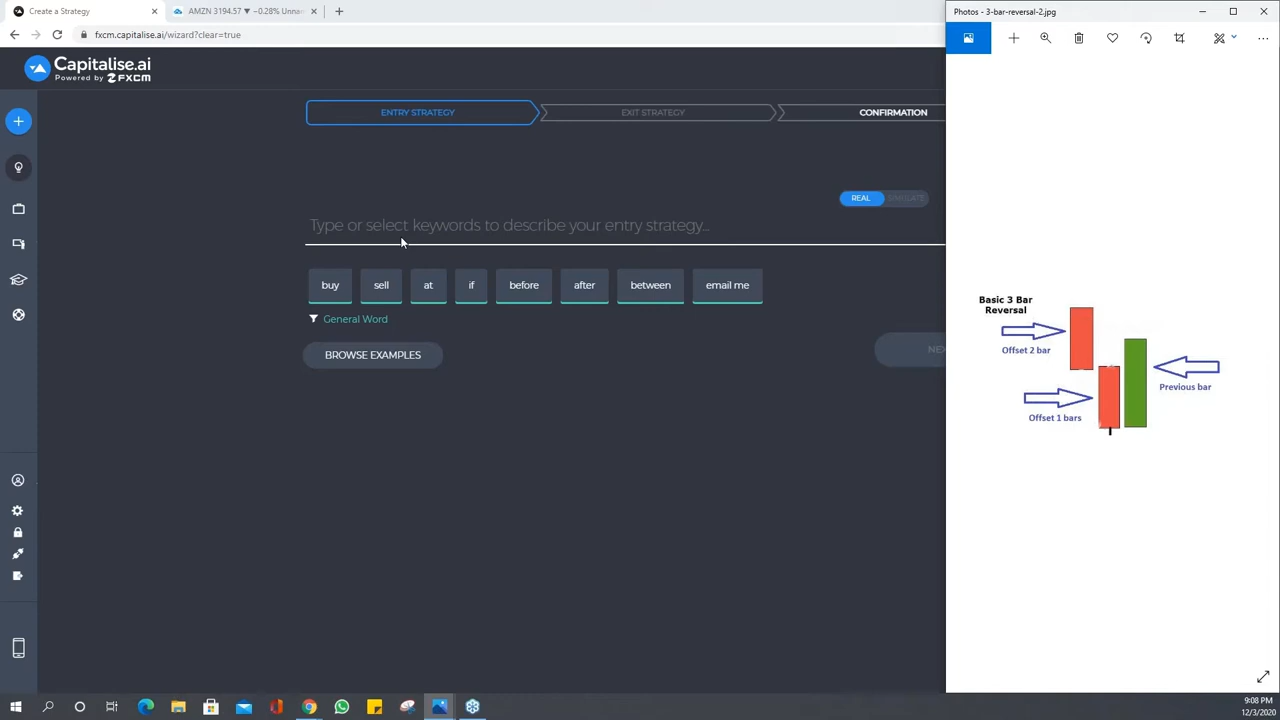 Create a Strategy
AMZN 3194.57 ▼ −0.28% Unnam
fxcm.capitalise.ai/wizard?clear=true
Capitalise.ai
Powered by FXCM
ENTRY STRATEGY
EXIT STRATEGY
CONFIRMATION
REAL
SIMULATE
Type or select keywords to describe your entry strategy...
buy
sell
at
if
before
after
between
email me
General Word
BROWSE EXAMPLES
NE
Photos - 3-bar-reversal-2.jpg
Basic 3 Bar
Reversal
Offset 2 bar
Previous bar
Offset 1 bars
9:08 PM
12/3/2020